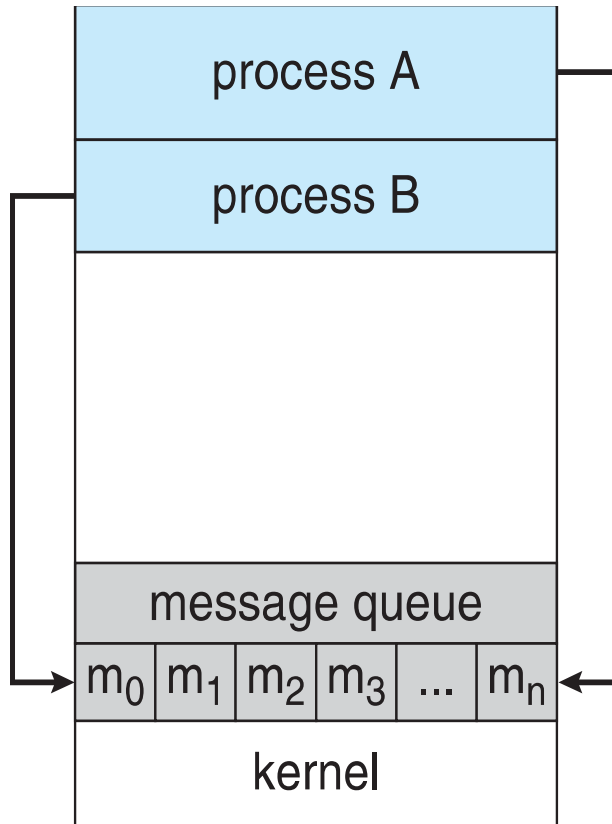 process A
process B
message queue
m₀ m₁ m₂ m₃ ... mₙ
kernel